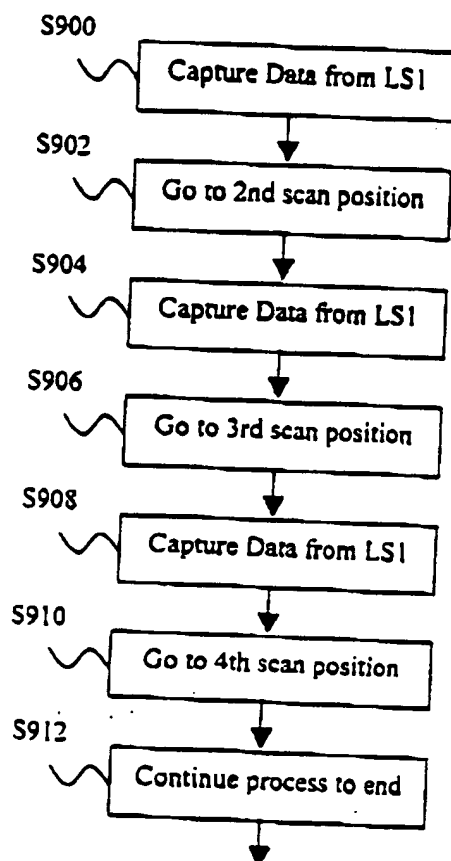 S900
Capture Data from LS1
S902
Go to 2nd scan position
S904
Capture Data from LS1
S906
Go to 3rd scan position
S908
Capture Data from LS1
S910
Go to 4th scan position
S912
Continue process to end